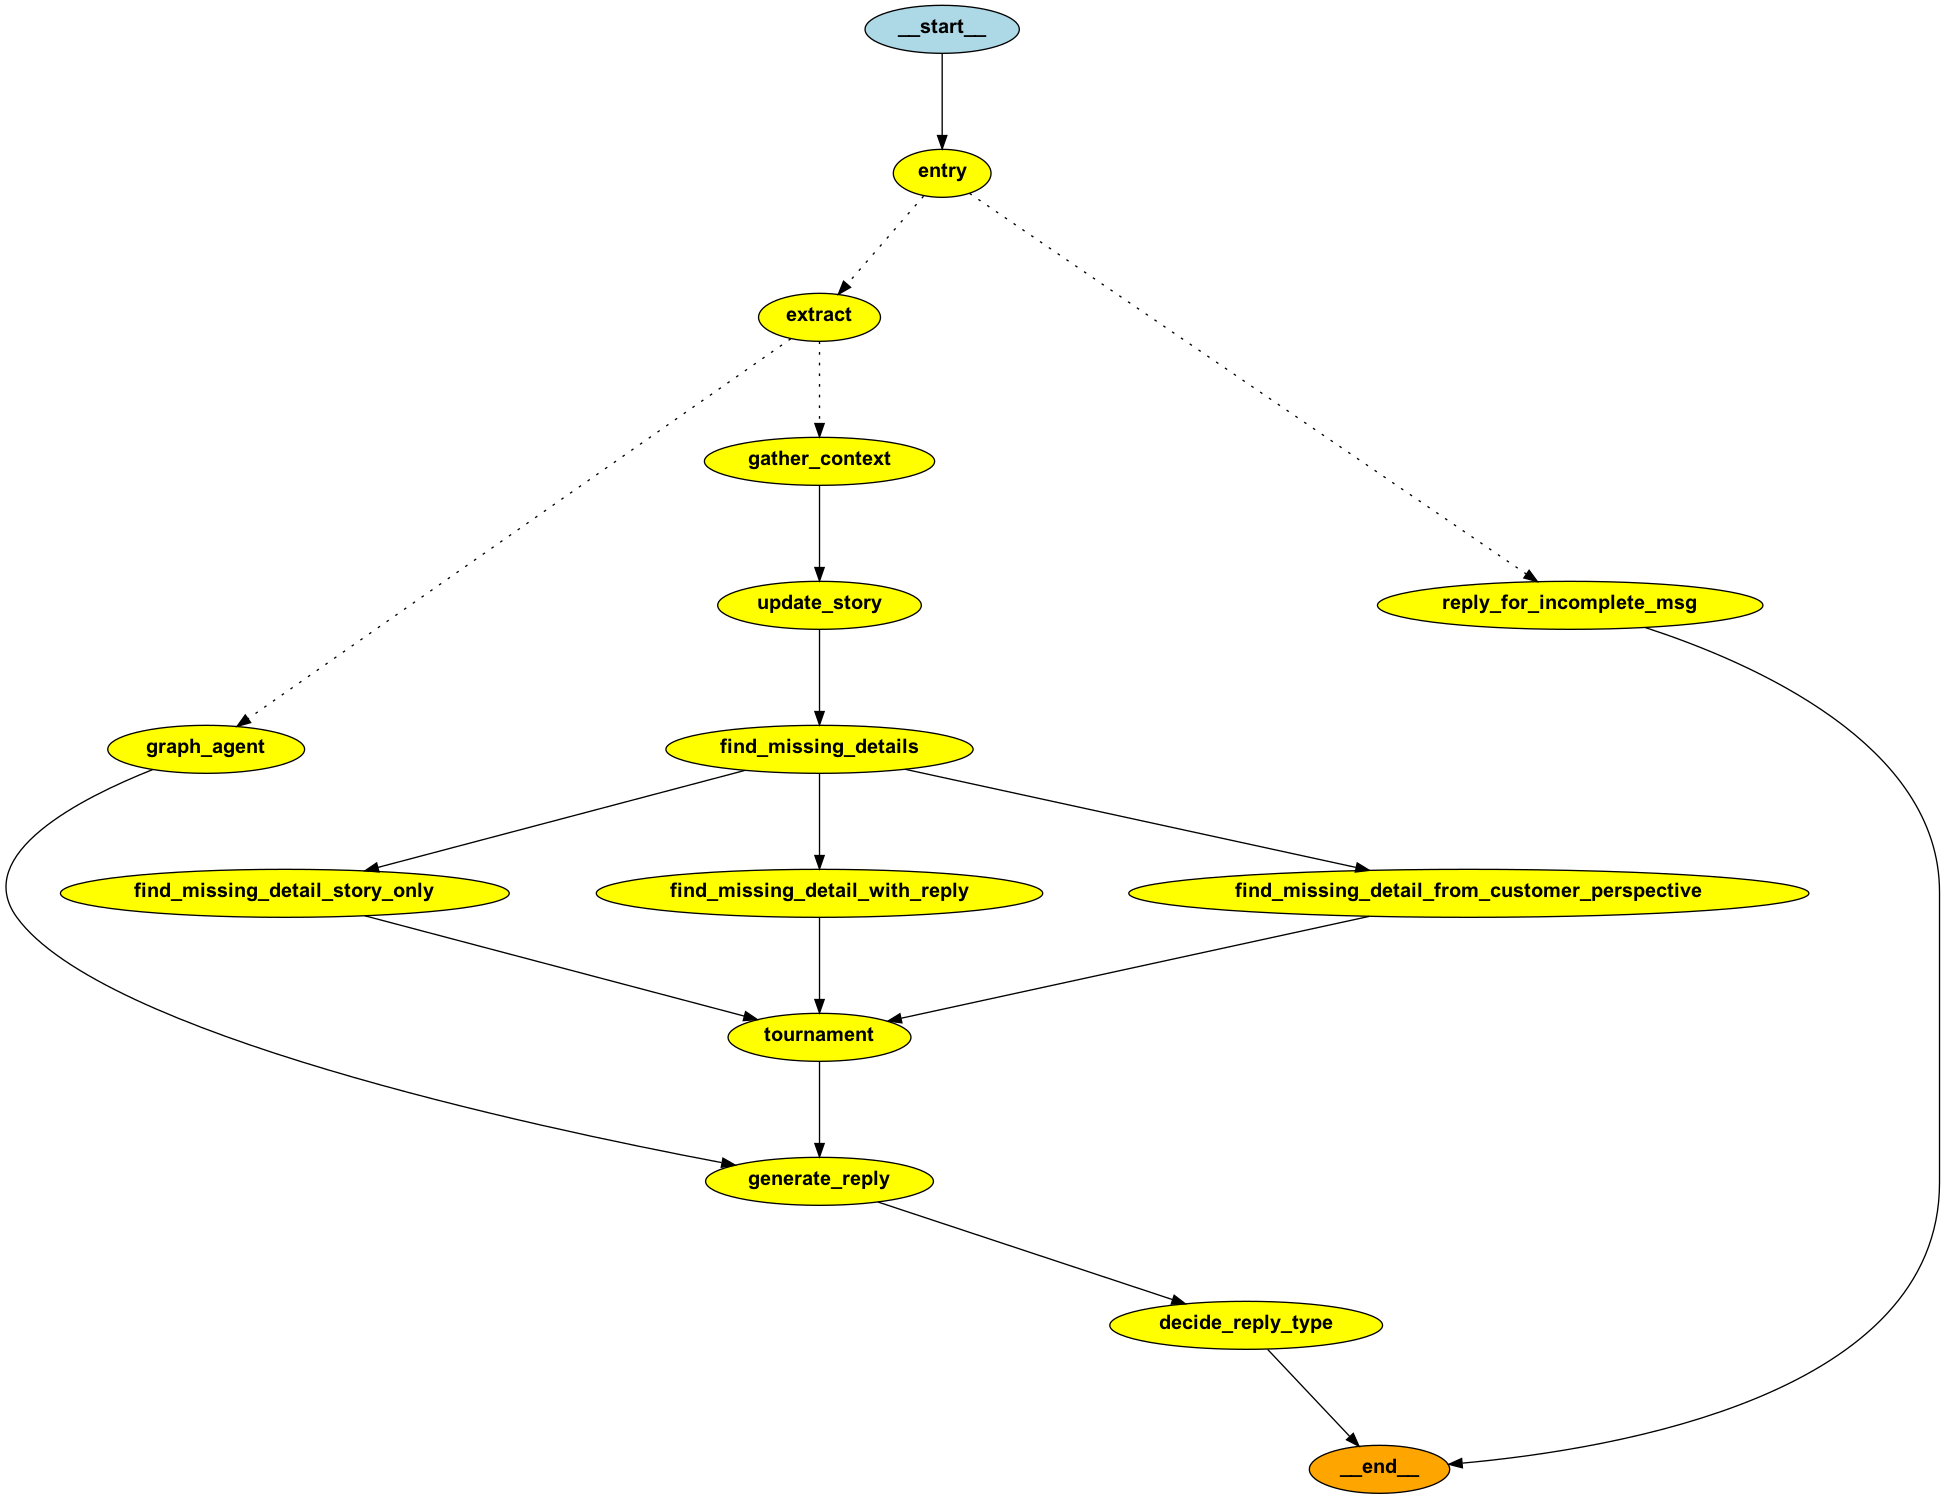 __start__
entry
extract
gather_context
update_story
reply_for_incomplete_msg
graph_agent
find_missing_details
find_missing_detail_story_only
find_missing_detail_with_reply
find_missing_detail_from_customer_perspective
tournament
generate_reply
decide_reply_type
__end__